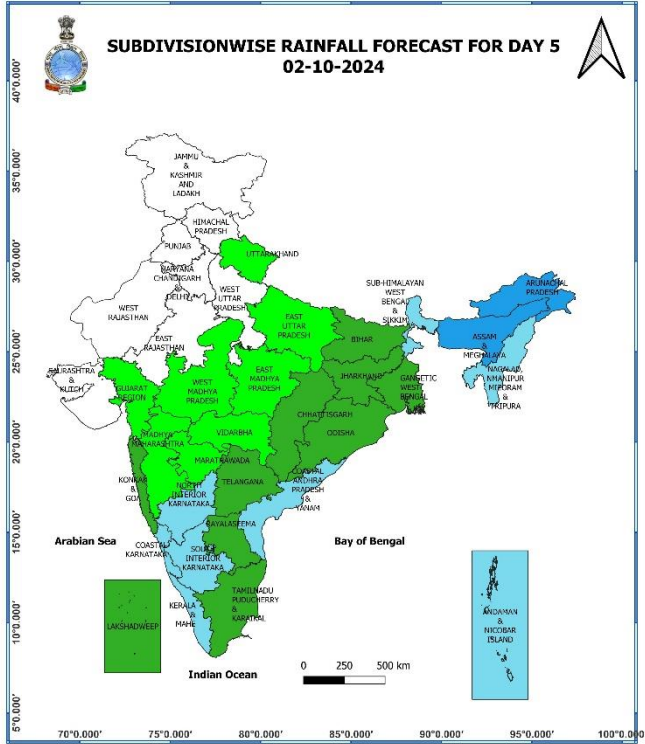 SUBDIVISIONWISE RAINFALL FORECAST FOR DAY 5
02-10-2024
40°0.000'
35°0.000'
30°0.000'
25°0.000'
20°0.000'
15°0.000'
10°0.000'
5°0.000'
JAMMU
&
KASHMIR
AND
LADAKH
HIMACHAL
PRADESH
PUNJAB
UTTARAKHAND
HARYANA
CHANDIGARH
&
DELHI
WEST
UTTAR
PRADESH
WEST
RAJASTHAN
EAST
RAJASTHAN
EAST
UTTAR
PRADESH
SUB-HIMALAYAN
WEST
BENGAL
&
SIKKIM
ARUNACHAL
PRADESH
ASSAM
&
MEGHALAYA
NAGALAD,
NMANIPUR
MIZORAM
&
TRIPURA
BIHAR
JHARKHAND
GANGETIC
WEST
BENGAL
SAURASHTRA
&
KUTCH
GUJARAT
REGION
WEST
MADHYA
PRADESH
EAST
MADHYA
PRADESH
CHHATTISGARH
ODISHA
MADHYA
MAHARASHTRA
VIDARBHA
MARATHWADA
KONKAN
&
GOA
TELANGANA
COASTAL
ANDHRA
PRADESH
&
YANAM
NORTH
INTERIOR
KARNATAKA
RAYALASEEMA
COASTAL
KARNATAKA
SOUTH
INTERIOR
KARNATAKA
Arabian Sea
Bay of Bengal
KERALA
&
MAHE
TAMILNADU
PUDUCHERRY
&
KARAIKAL
LAKSHADWEEP
ANDAMAN
&
NICOBAR
ISLAND
Indian Ocean
0 250 500 km
70°0.000' 75°0.000' 80°0.000' 85°0.000' 90°0.000' 95°0.000' 100°0.000'